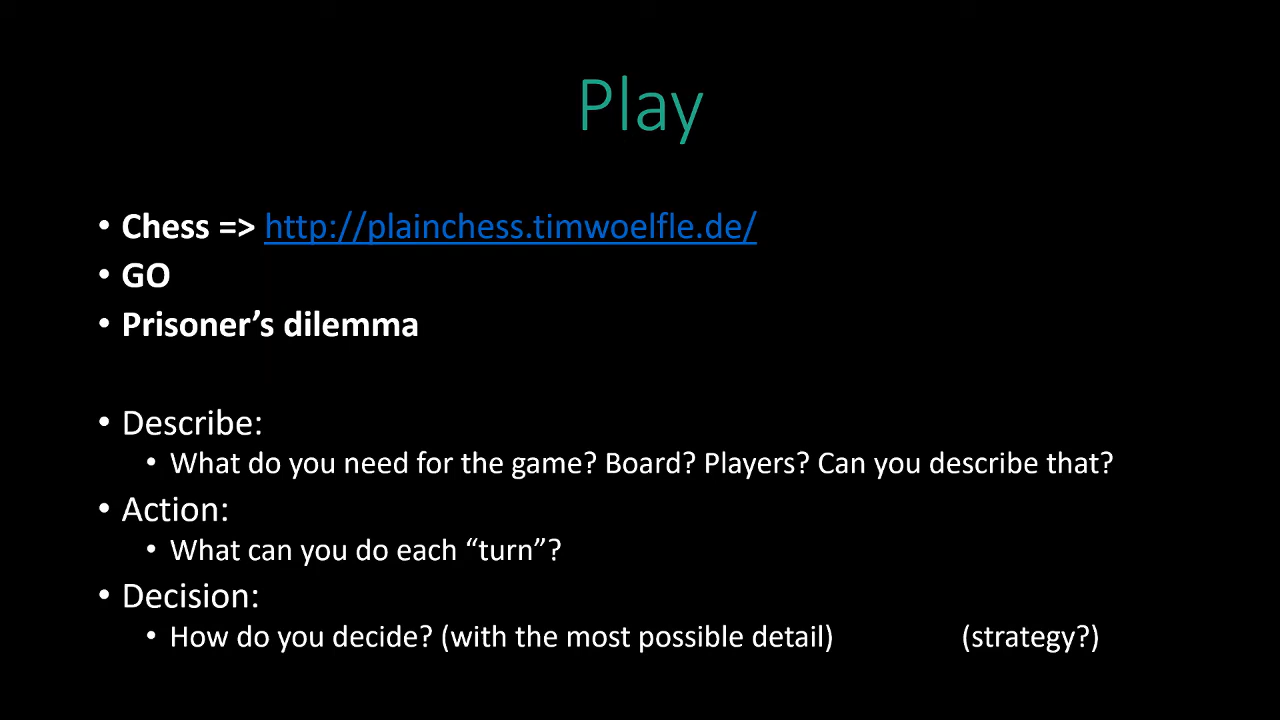 Play
• Chess => http://plainchess.timwoelfle.de/
• GO
• Prisoner’s dilemma
• Describe:
• What do you need for the game? Board? Players? Can you describe that?
• Action:
• What can you do each “turn”?
• Decision:
• How do you decide? (with the most possible detail) (strategy?)